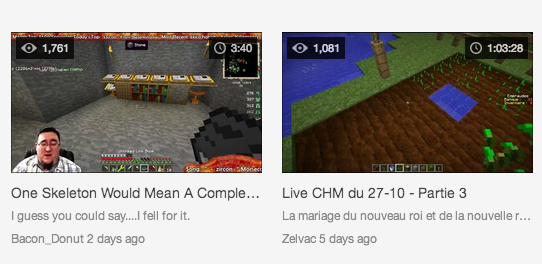 1,761
3:40
1,081
1:03:28
One Skeleton Would Mean A Comple...
I guess you could say....I fell for it.
Bacon_Donut 2 days ago
Live CHM du 27-10 - Partie 3
La mariage du nouveau roi et de la nouvelle r...
Zelvac 5 days ago